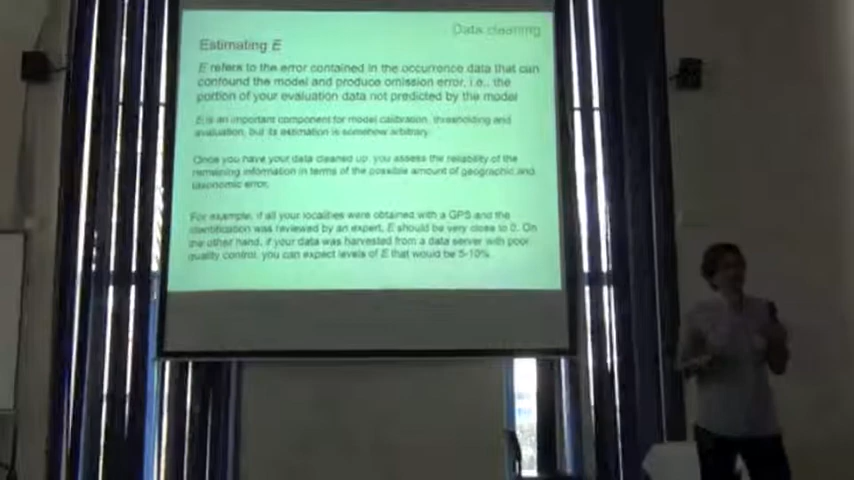 Data cleaning
Estimating E
E refers to the error contained in the occurrence data that can
confound the model and produce omission error, i.e., the
portion of your evaluation data not predicted by the model
E is an important component for model calibration, thresholding and
evaluation, but its estimation is somehow arbitrary.
Once you have your data cleaned up, you assess the reliability of the
remaining information in terms of the possible amount of geographic and
taxonomic error.
For example, if all your localities were obtained with a GPS and the
identification was reviewed by an expert, E should be very close to 0. On
the other hand, if your data was harvested from a data server with poor
quality control, you can expect levels of E that would be 5-10%.